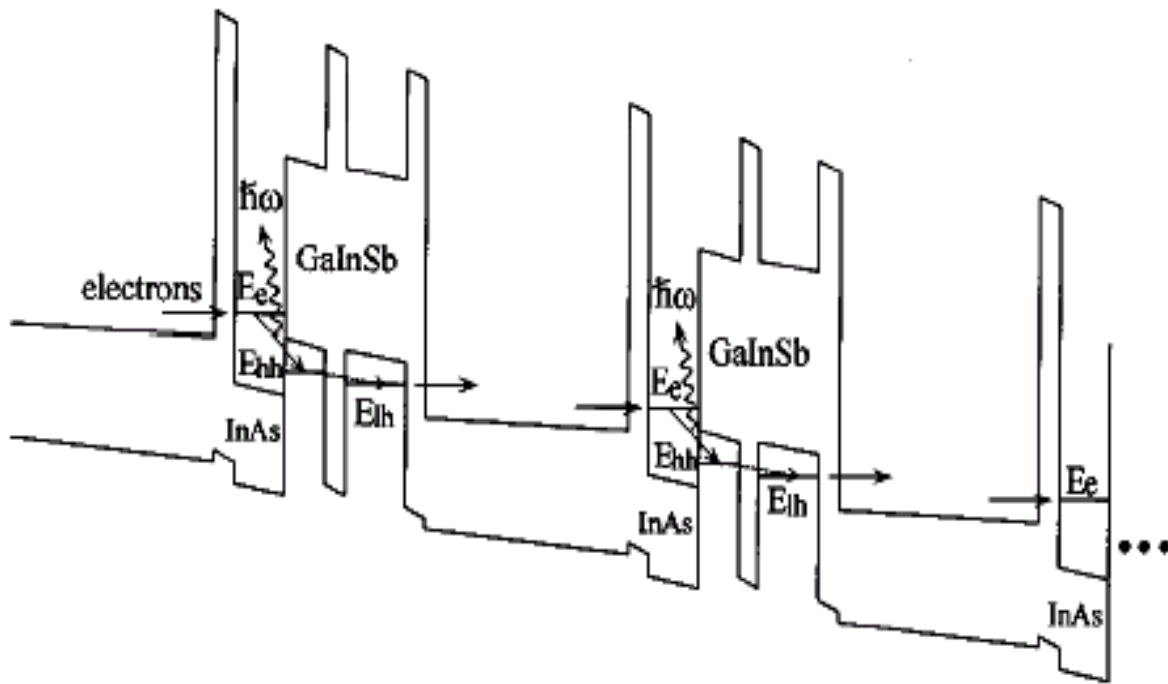 ħω
GaInSb
electrons
Ee
Ehh
Elh
InAs
ħω
GaInSb
Ee
Ehh
Elh
InAs
Ee
•••
InAs